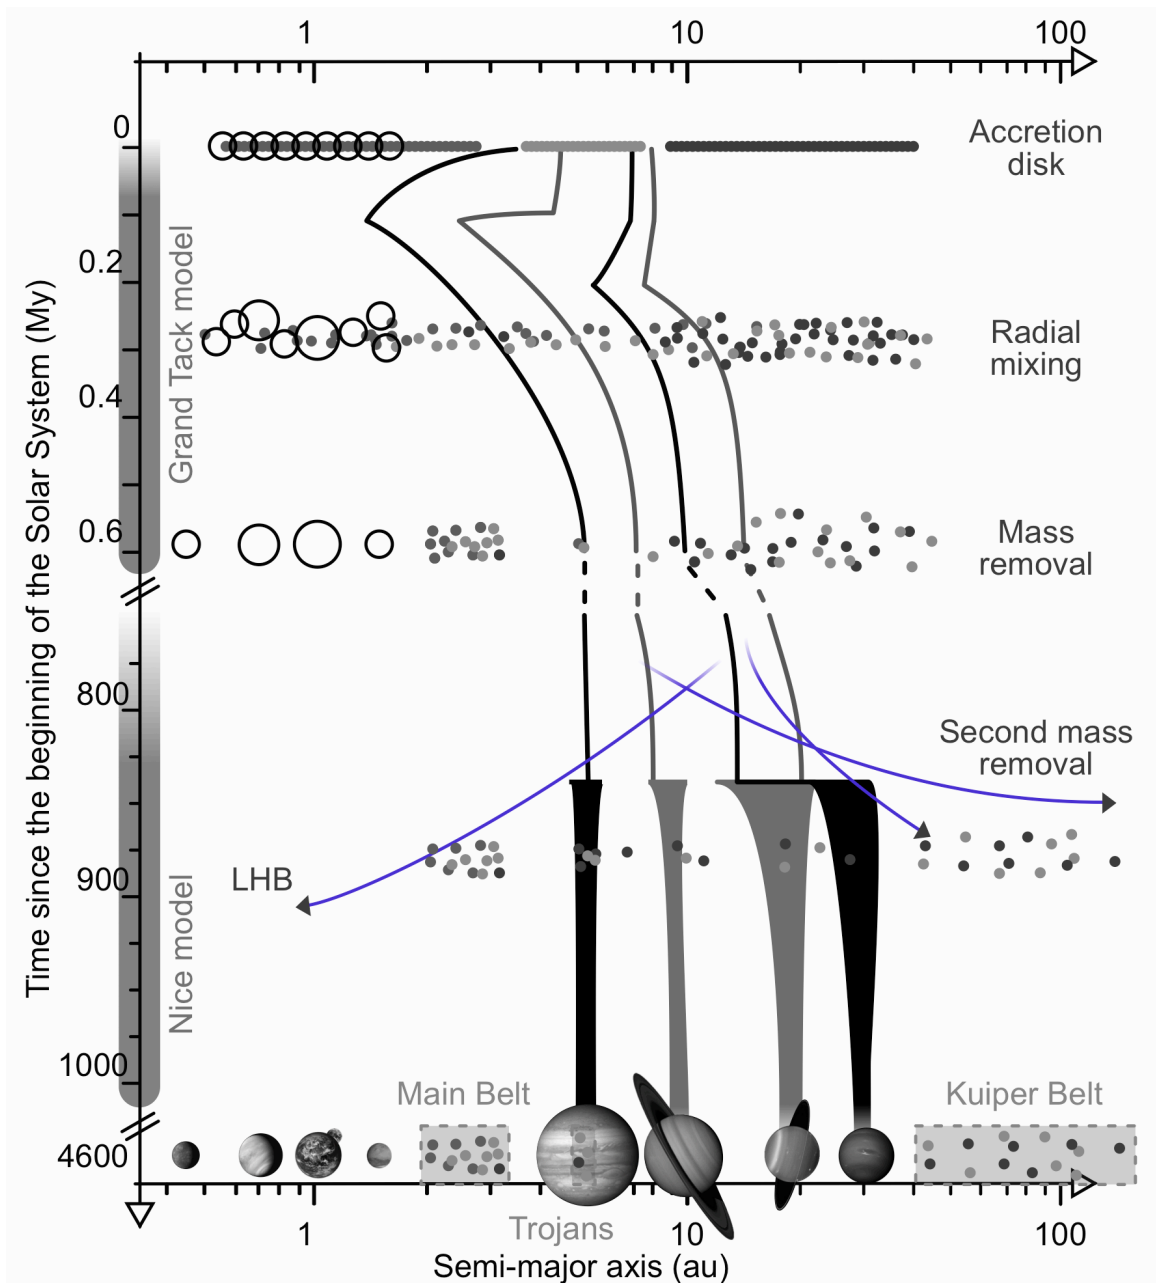 1
10
100
0
Accretion
disk
0.2
Radial
mixing
0.4
Grand Tack model
Time since the beginning of the Solar System (My)
0.6
Mass
removal
800
Second mass
removal
900
LHB
Nice model
1000
Main Belt
Kuiper Belt
4600
Trojans
1
10
100
Semi-major axis (au)